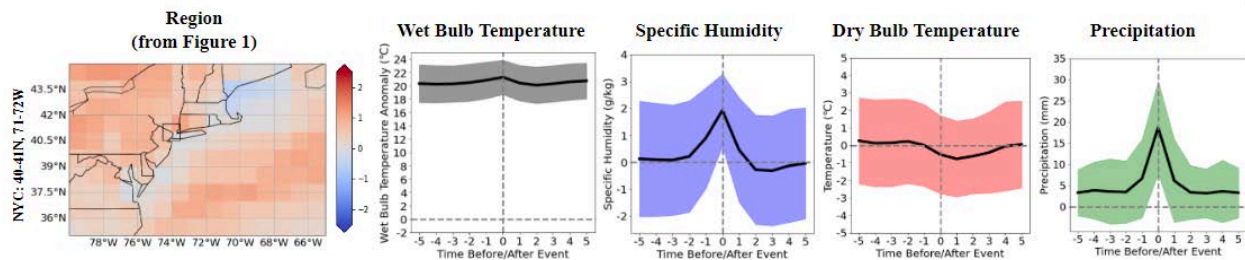 Region
(from Figure 1)
NYC: 40-41N, 71-72W
43.5°N
42°N
40.5°N
39°N
37.5°N
36°N
78°W 76°W 74°W 72°W 70°W 68°W 66°W
2
1
0
−1
−2
Wet Bulb Temperature
Wet Bulb Temperature Anomaly (°C)
24
22
20
18
16
14
12
10
8
6
4
2
0
-2
-5 -4 -3 -2 -1 0 1 2 3 4 5
Time Before/After Event
Specific Humidity
Specific Humidity (g/kg)
4
3
2
1
0
-1
-2
-5 -4 -3 -2 -1 0 1 2 3 4 5
Time Before/After Event
Dry Bulb Temperature
Temperature (°C)
5
4
3
2
1
0
-1
-2
-3
-4
-5
-5 -4 -3 -2 -1 0 1 2 3 4 5
Time Before/After Event
Precipitation
Precipitation (mm)
35
30
25
20
15
10
5
0
-5
-5 -4 -3 -2 -1 0 1 2 3 4 5
Time Before/After Event